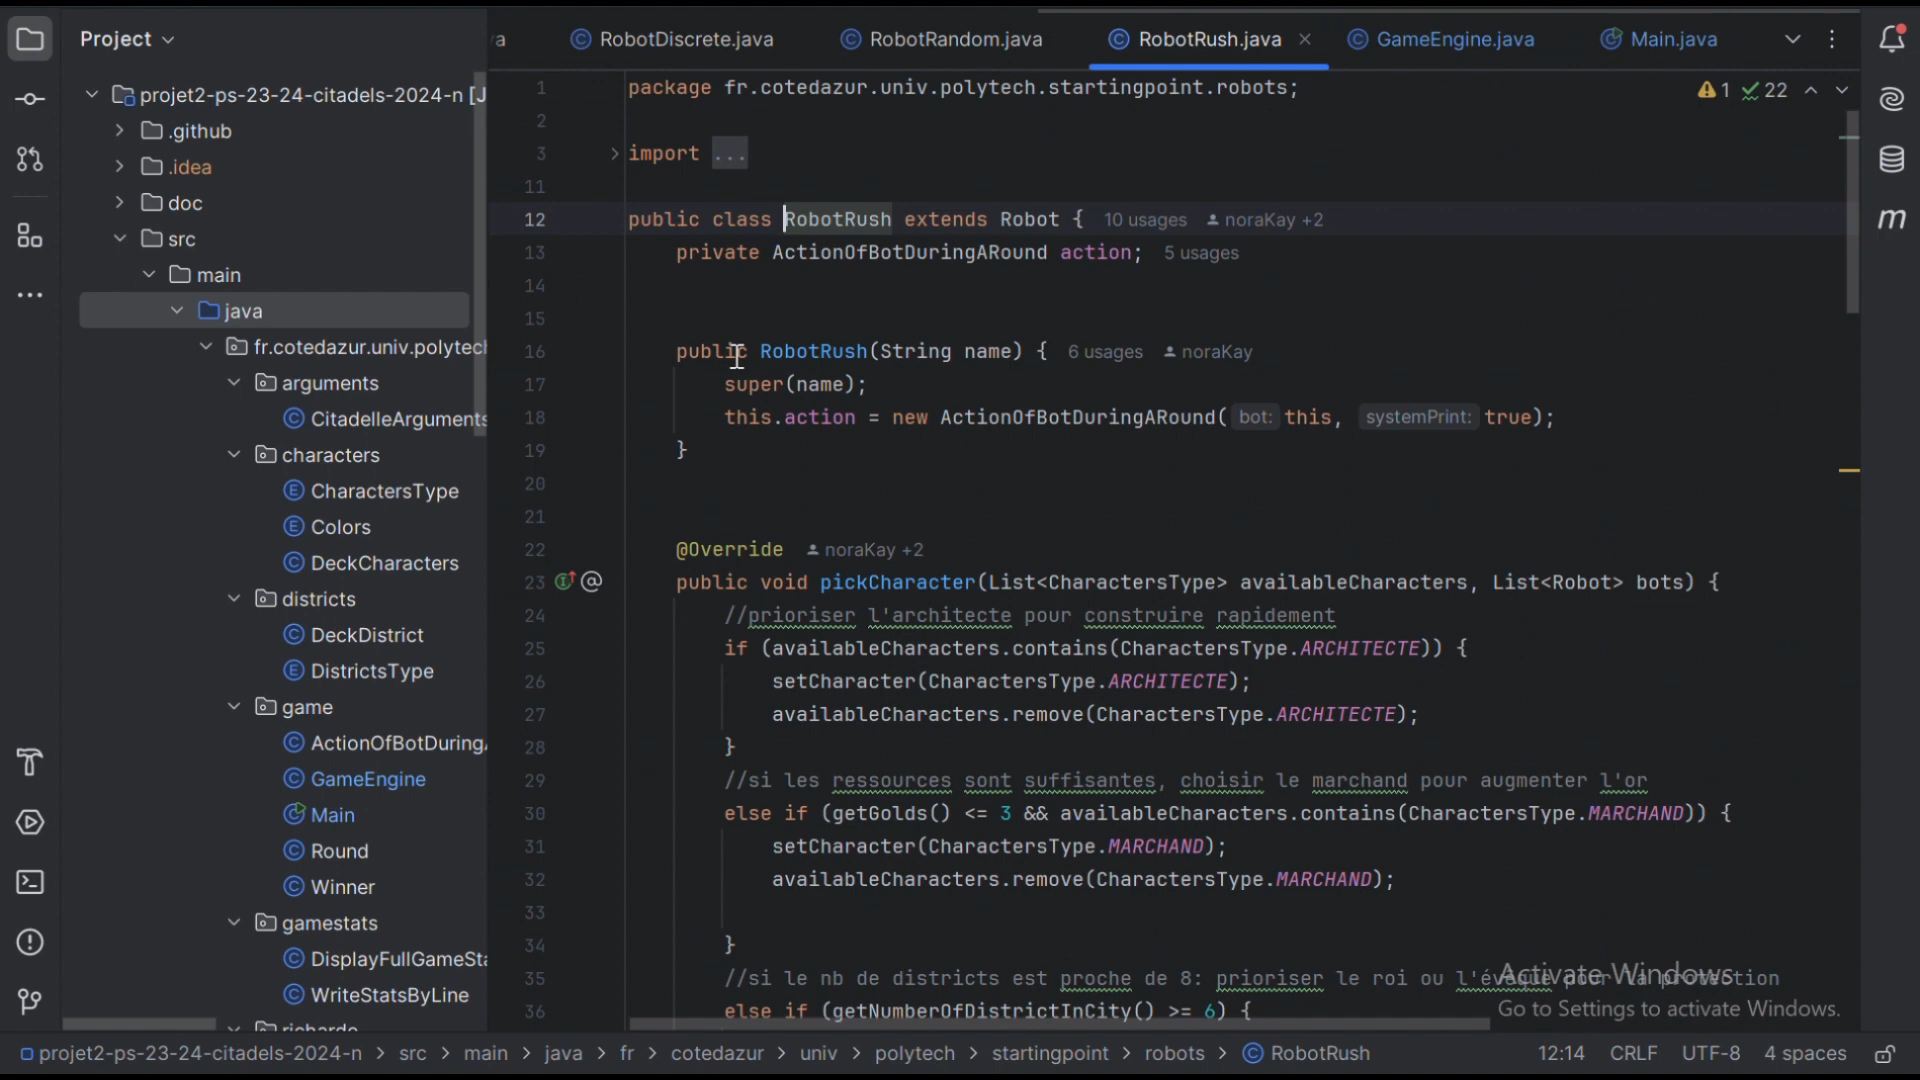 Project
a
RobotDiscrete.java
RobotRandom.java
RobotRush.java
GameEngine.java
Main.java
projet2-ps-23-24-citadels-2024-n [J
.github
.idea
doc
src
main
java
fr.cotedazur.univ.polytech
arguments
CitadelleArguments
characters
CharactersType
Colors
DeckCharacters
districts
DeckDistrict
DistrictsType
game
ActionOfBotDuringA
GameEngine
Main
Round
Winner
gamestats
DisplayFullGameSta
WriteStatsByLine
richardo
1 package fr.cotedazur.univ.polytech.startingpoint.robots;
1 22
2
3 import ...
11
12 public class RobotRush extends Robot { 10 usages noraKay +2
13 private ActionOfBotDuringARound action; 5 usages
14
15
16 public RobotRush(String name) { 6 usages noraKay
17 super(name);
18 this.action = new ActionOfBotDuringARound( bot: this, systemPrint: true);
19 }
20
21
22 @Override noraKay +2
23 public void pickCharacter(List<CharactersType> availableCharacters, List<Robot> bots) {
24 //prioriser l'architecte pour construire rapidement
25 if (availableCharacters.contains(CharactersType.ARCHITECTE)) {
26 setCharacter(CharactersType.ARCHITECTE);
27 availableCharacters.remove(CharactersType.ARCHITECTE);
28 }
29 //si les ressources sont suffisantes, choisir le marchand pour augmenter l'or
30 else if (getGolds() <= 3 && availableCharacters.contains(CharactersType.MARCHAND)) {
31 setCharacter(CharactersType.MARCHAND);
32 availableCharacters.remove(CharactersType.MARCHAND);
33
34 }
35 //si le nb de districts est proche de 8: prioriser le roi ou l'évêque pour la protection
36 else if (getNumberOfDistrictInCity() >= 6) {
Activate Windows
Go to Settings to activate Windows.
projet2-ps-23-24-citadels-2024-n > src > main > java > fr > cotedazur > univ > polytech > startingpoint > robots > RobotRush
12:14 CRLF UTF-8 4 spaces